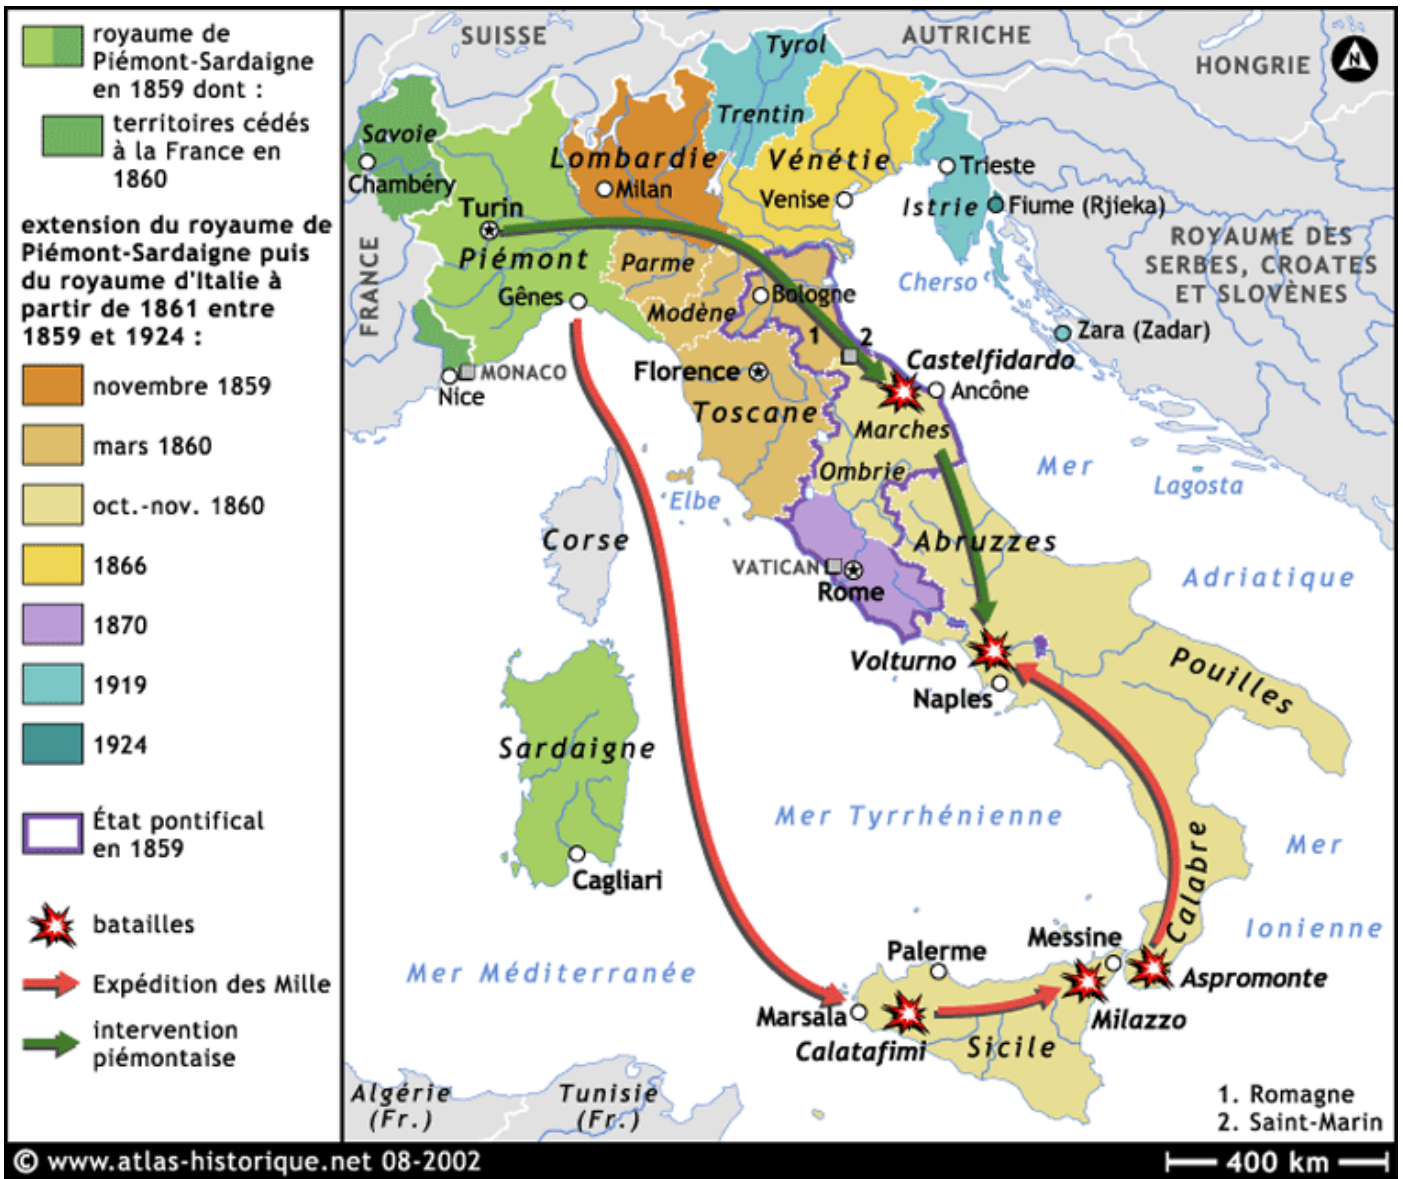 royaume de
Piémont-Sardaigne
en 1859 dont :
territoires cédés
à la France en
1860
extension du royaume de
Piémont-Sardaigne puis
du royaume d'Italie à
partir de 1861 entre
1859 et 1924 :
novembre 1859
mars 1860
oct.-nov. 1860
1866
1870
1919
1924
État pontifical
en 1859
batailles
Expédition des Mille
intervention
piémontaise
SUISSE
AUTRICHE
HONGRIE
N
Tyrol
Trentin
Savoie
Chambéry
Lombardie
Milan
Vénétie
Venise
Trieste
Istrie
Fiume (Rjieka)
Turin
Piémont
Parme
Gênes
Modène
Bologne
Cherso
ROYAUME DES
SERBES, CROATES
ET SLOVÈNES
FRANCE
Zara (Zadar)
1
2
MONACO
Nice
Florence
Toscane
Castelfidardo
Ancône
Marches
Ombrie
Mer
Lagosta
Elbe
Corse
Abruzzes
Adriatique
VATICAN
Rome
Volturno
Naples
Pouilles
Sardaigne
Cagliari
Mer Tyrrhénienne
Mer
Ionienne
Calabre
Mer Méditerranée
Palerme
Messine
Aspromonte
Marsala
Milazzo
Calatafimi
Sicile
Algérie
(Fr.)
Tunisie
(Fr.)
1. Romagne
2. Saint-Marin
© www.atlas-historique.net 08-2002
400 km